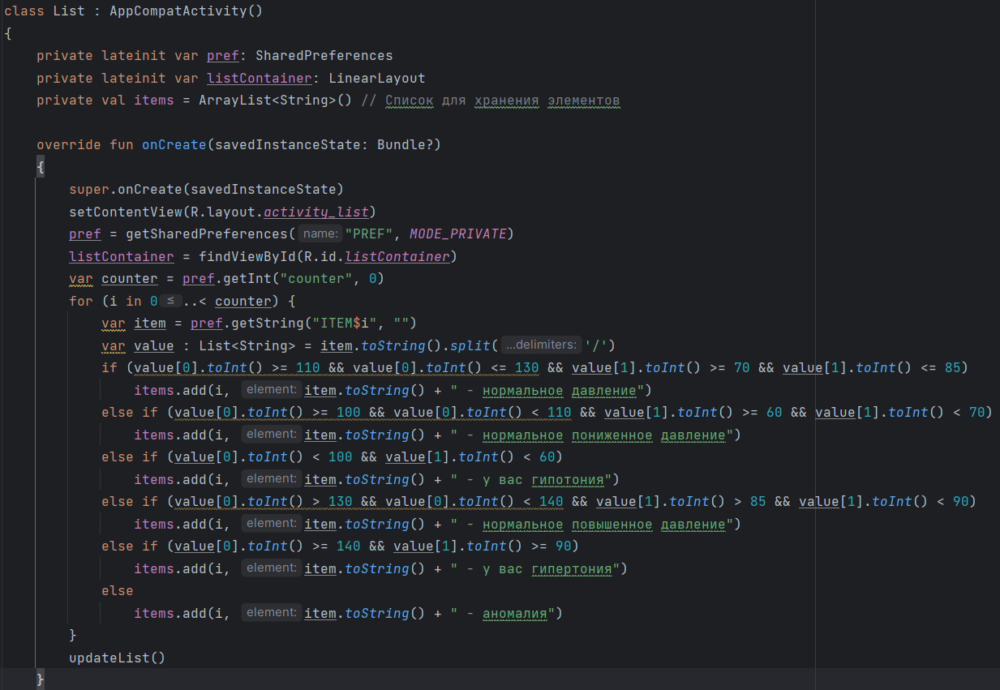 class List : AppCompatActivity()
{
    private lateinit var pref: SharedPreferences
    private lateinit var listContainer: LinearLayout
    private val items = ArrayList<String>() // Список для хранения элементов

    override fun onCreate(savedInstanceState: Bundle?)
    {
        super.onCreate(savedInstanceState)
        setContentView(R.layout.activity_list)
        pref = getSharedPreferences( name: "PREF", MODE_PRIVATE)
        listContainer = findViewById(R.id.listContainer)
        var counter = pref.getInt("counter", 0)
        for (i in 0 ≤ ..< counter) {
            var item = pref.getString("ITEM$i", "")
            var value : List<String> = item.toString().split( ...delimiters: '/')
            if (value[0].toInt() >= 110 && value[0].toInt() <= 130 && value[1].toInt() >= 70 && value[1].toInt() <= 85)
                items.add(i, element: item.toString() + " - нормальное давление")
            else if (value[0].toInt() >= 100 && value[0].toInt() < 110 && value[1].toInt() >= 60 && value[1].toInt() < 70)
                items.add(i, element: item.toString() + " - нормальное пониженное давление")
            else if (value[0].toInt() < 100 && value[1].toInt() < 60)
                items.add(i, element: item.toString() + " - у вас гипотония")
            else if (value[0].toInt() > 130 && value[0].toInt() < 140 && value[1].toInt() > 85 && value[1].toInt() < 90)
                items.add(i, element: item.toString() + " - нормальное повышенное давление")
            else if (value[0].toInt() >= 140 && value[1].toInt() >= 90)
                items.add(i, element: item.toString() + " - у вас гипертония")
            else
                items.add(i, element: item.toString() + " - аномалия")
        }
        updateList()
    }